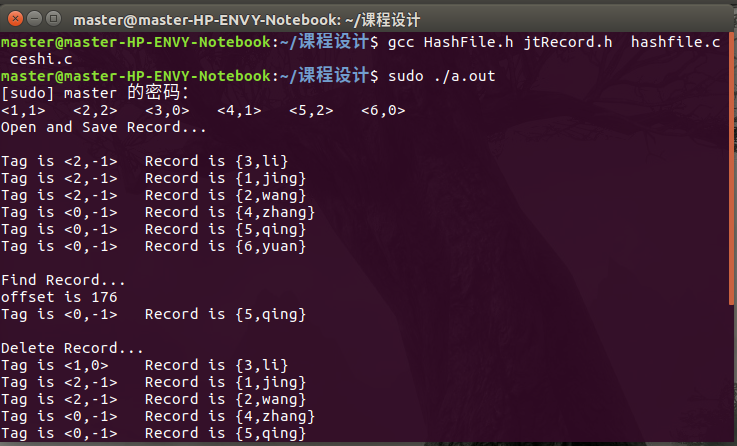 master@master-HP-ENVY-Notebook: ~/课程设计
master@master-HP-ENVY-Notebook:~/课程设计$ gcc HashFile.h jtRecord.h  hashfile.c
 ceshi.c
master@master-HP-ENVY-Notebook:~/课程设计$ sudo ./a.out
[sudo] master 的密码：
<1,1>   <2,2>   <3,0>   <4,1>   <5,2>   <6,0>
Open and Save Record...
Tag is <2,-1>   Record is {3,li}
Tag is <2,-1>   Record is {1,jing}
Tag is <2,-1>   Record is {2,wang}
Tag is <0,-1>   Record is {4,zhang}
Tag is <0,-1>   Record is {5,qing}
Tag is <0,-1>   Record is {6,yuan}
Find Record...
offset is 176
Tag is <0,-1>   Record is {5,qing}
Delete Record...
Tag is <1,0>    Record is {3,li}
Tag is <2,-1>   Record is {1,jing}
Tag is <2,-1>   Record is {2,wang}
Tag is <0,-1>   Record is {4,zhang}
Tag is <0,-1>   Record is {5,qing}